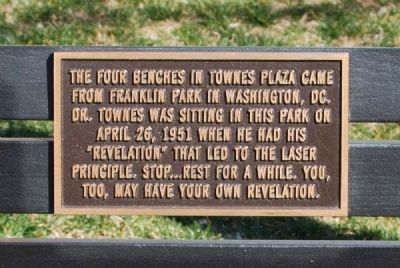 THE FOUR BENCHES IN TOWNES PLAZA CAME
FROM FRANKLIN PARK IN WASHINGTON, DC.
DR. TOWNES WAS SITTING IN THIS PARK ON
APRIL 26, 1951 WHEN HE HAD HIS
"REVELATION" THAT LED TO THE LASER
PRINCIPLE. STOP...REST FOR A WHILE. YOU,
TOO, MAY HAVE YOUR OWN REVELATION.